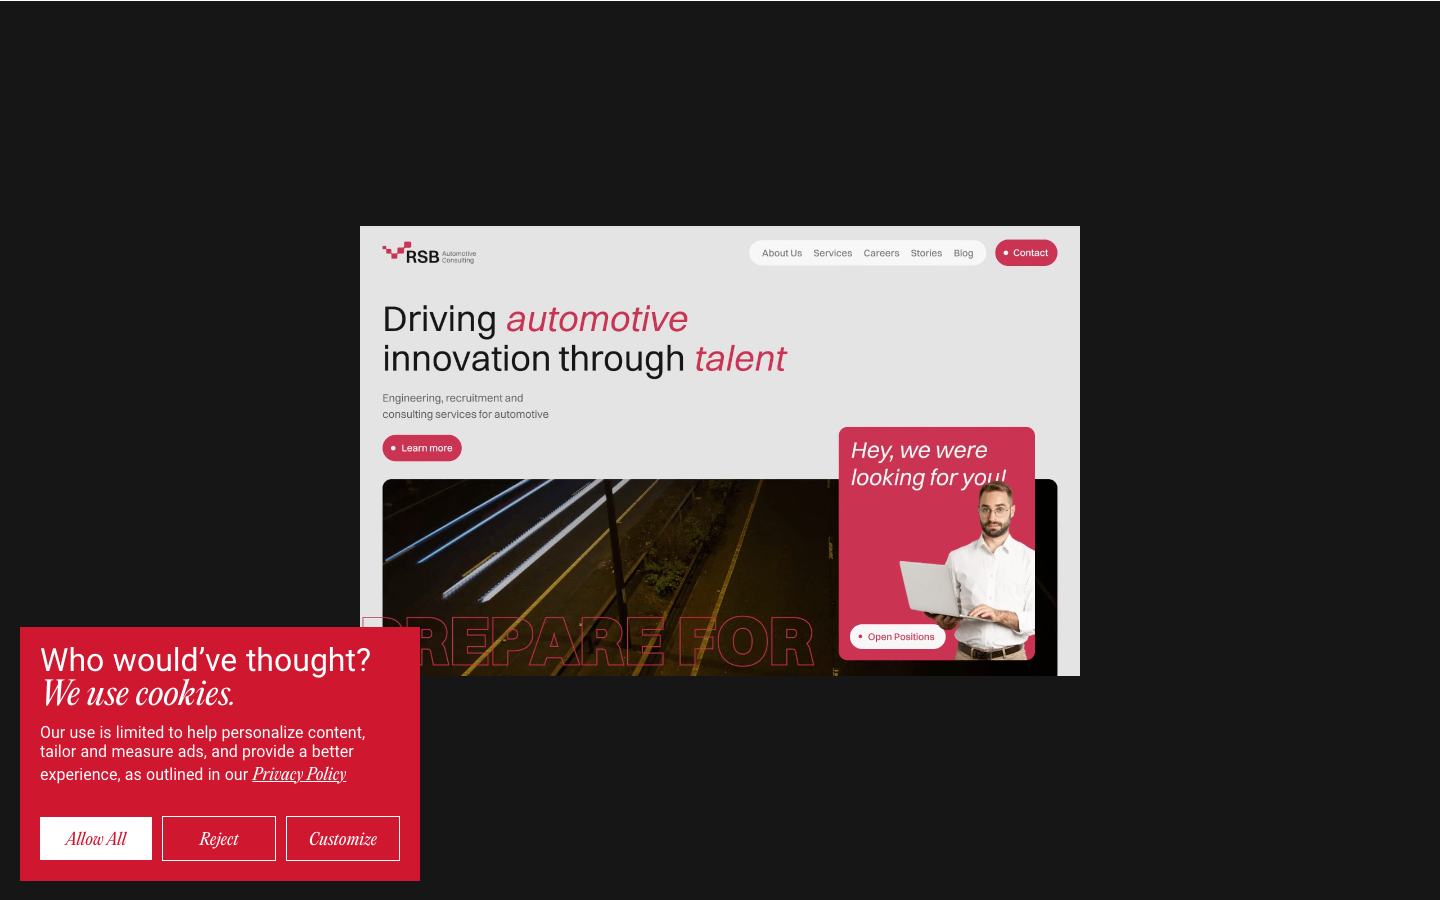 RSB Automotive
Consulting
About Us Services Careers Stories Blog Contact
Driving automotive
innovation through talent
Engineering, recruitment and
consulting services for automotive
Learn more
Hey, we were
looking for you!
Open Positions
PREPARE FOR
Who would’ve thought?
We use cookies.
Our use is limited to help personalize content,
tailor and measure ads, and provide a better
experience, as outlined in our Privacy Policy
Allow All Reject Customize